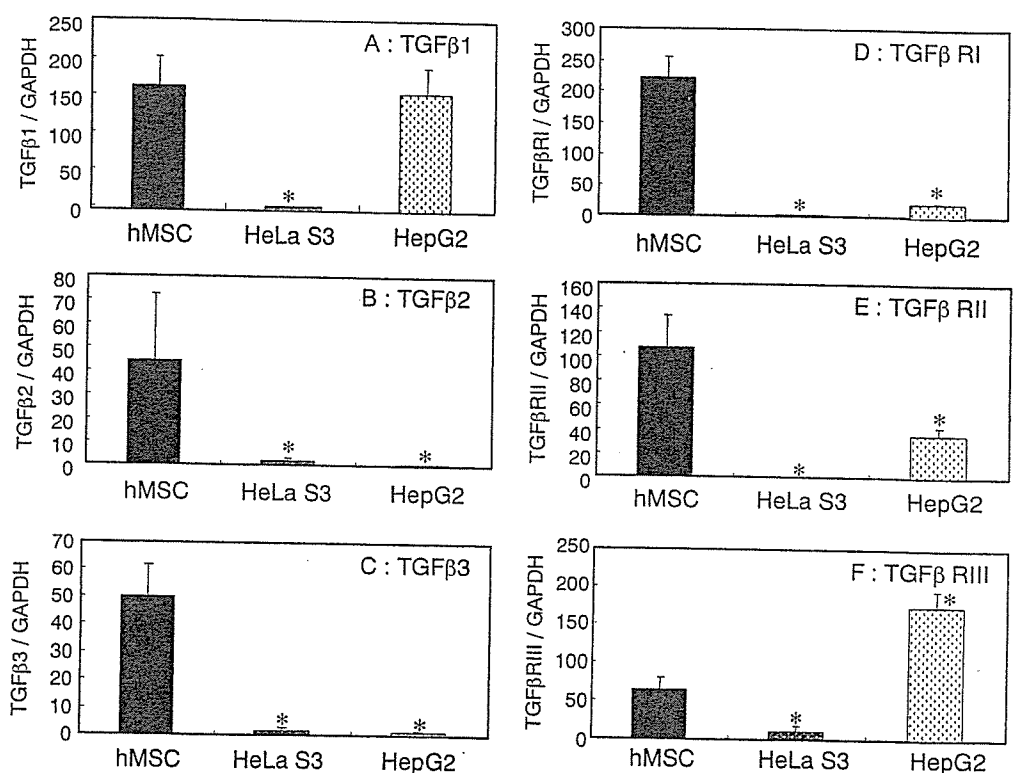 A : TGFβ1
TGFβ1 / GAPDH
250
200
150
100
50
0
*
hMSC HeLa S3 HepG2
B : TGFβ2
TGFβ2 / GAPDH
80
70
60
50
40
30
20
10
0
* *
hMSC HeLa S3 HepG2
C : TGFβ3
TGFβ3 / GAPDH
70
60
50
40
30
20
10
0
* *
hMSC HeLa S3 HepG2
D : TGFβ RI
TGFβRI / GAPDH
300
250
200
150
100
50
0
* *
hMSC HeLa S3 HepG2
E : TGFβ RII
TGFβRII / GAPDH
160
140
120
100
80
60
40
20
0
* *
hMSC HeLa S3 HepG2
F : TGFβ RIII
TGFβRIII / GAPDH
250
200
150
100
50
0
* *
hMSC HeLa S3 HepG2